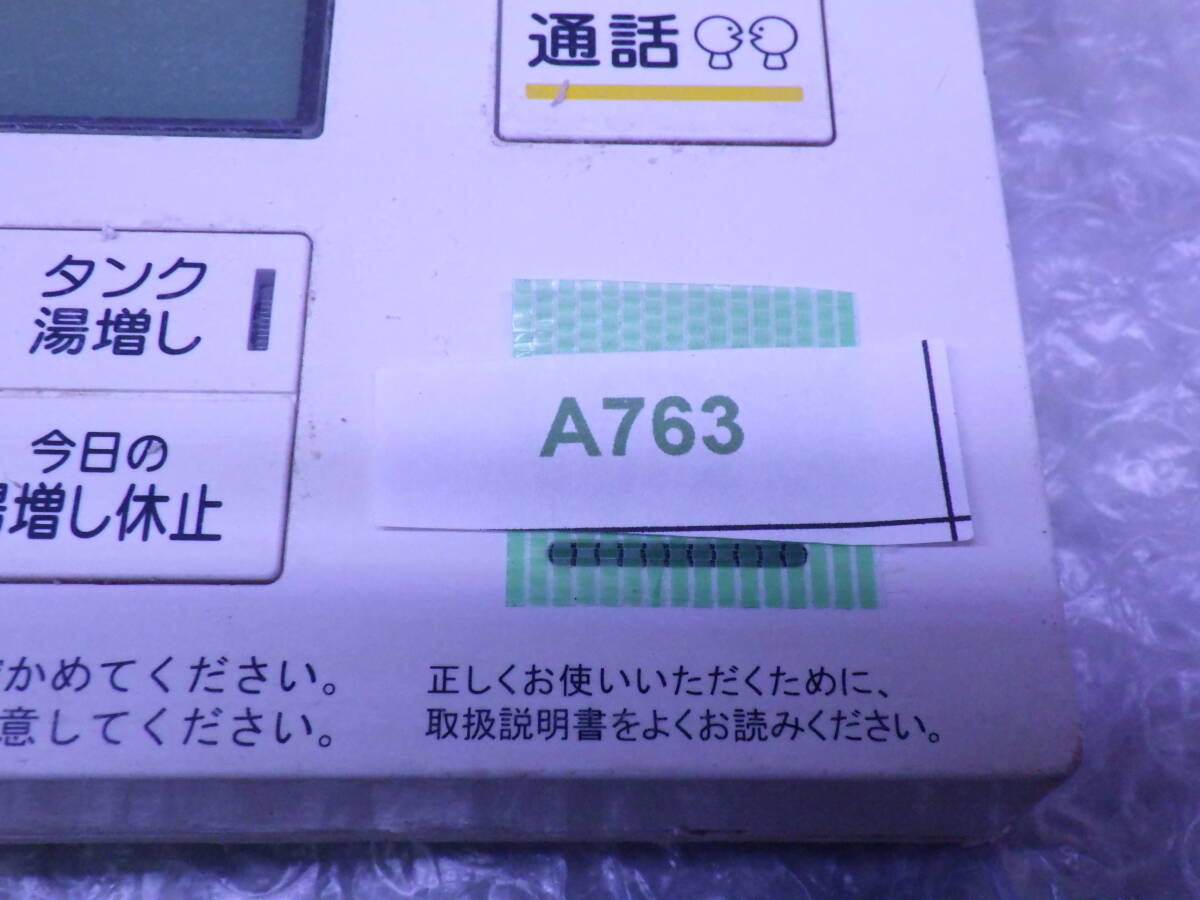 通話
タンク
湯増し
A763
今日の
湯増し休止
かめてください。
意してください。
正しくお使いいただくために、
取扱説明書をよくお読みください。